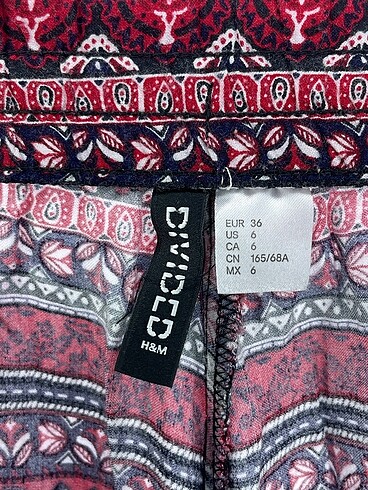 DIVIDED
H&M
EUR 36
US 6
CA 6
CN 165/68A
MX 6